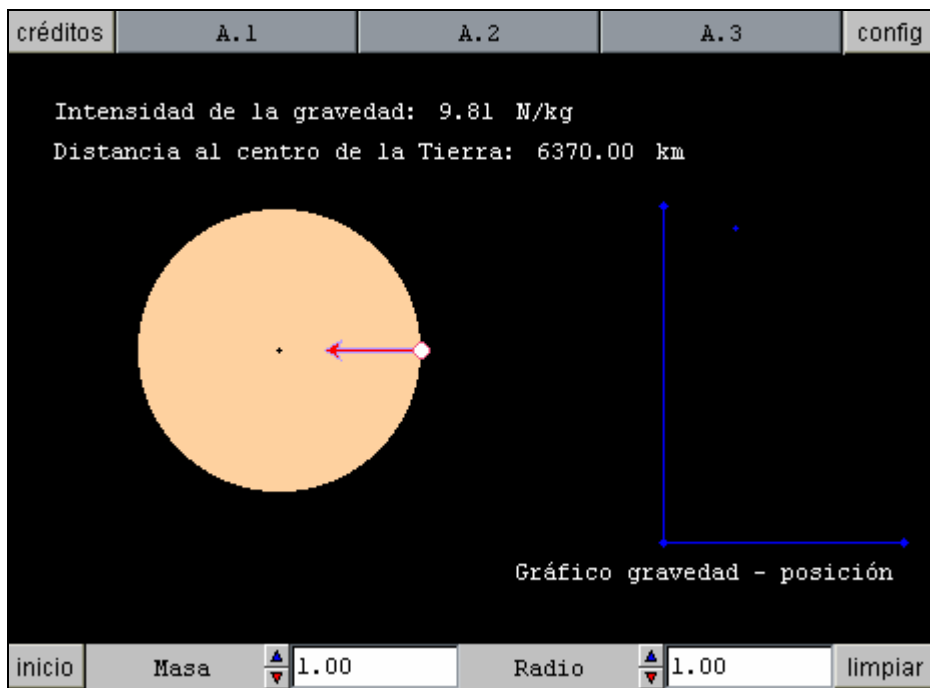 créditos A.1 A.2 A.3 config
Intensidad de la gravedad: 9.81 N/kg
Distancia al centro de la Tierra: 6370.00 km
Gráfico gravedad - posición
inicio Masa 1.00 Radio 1.00 limpiar